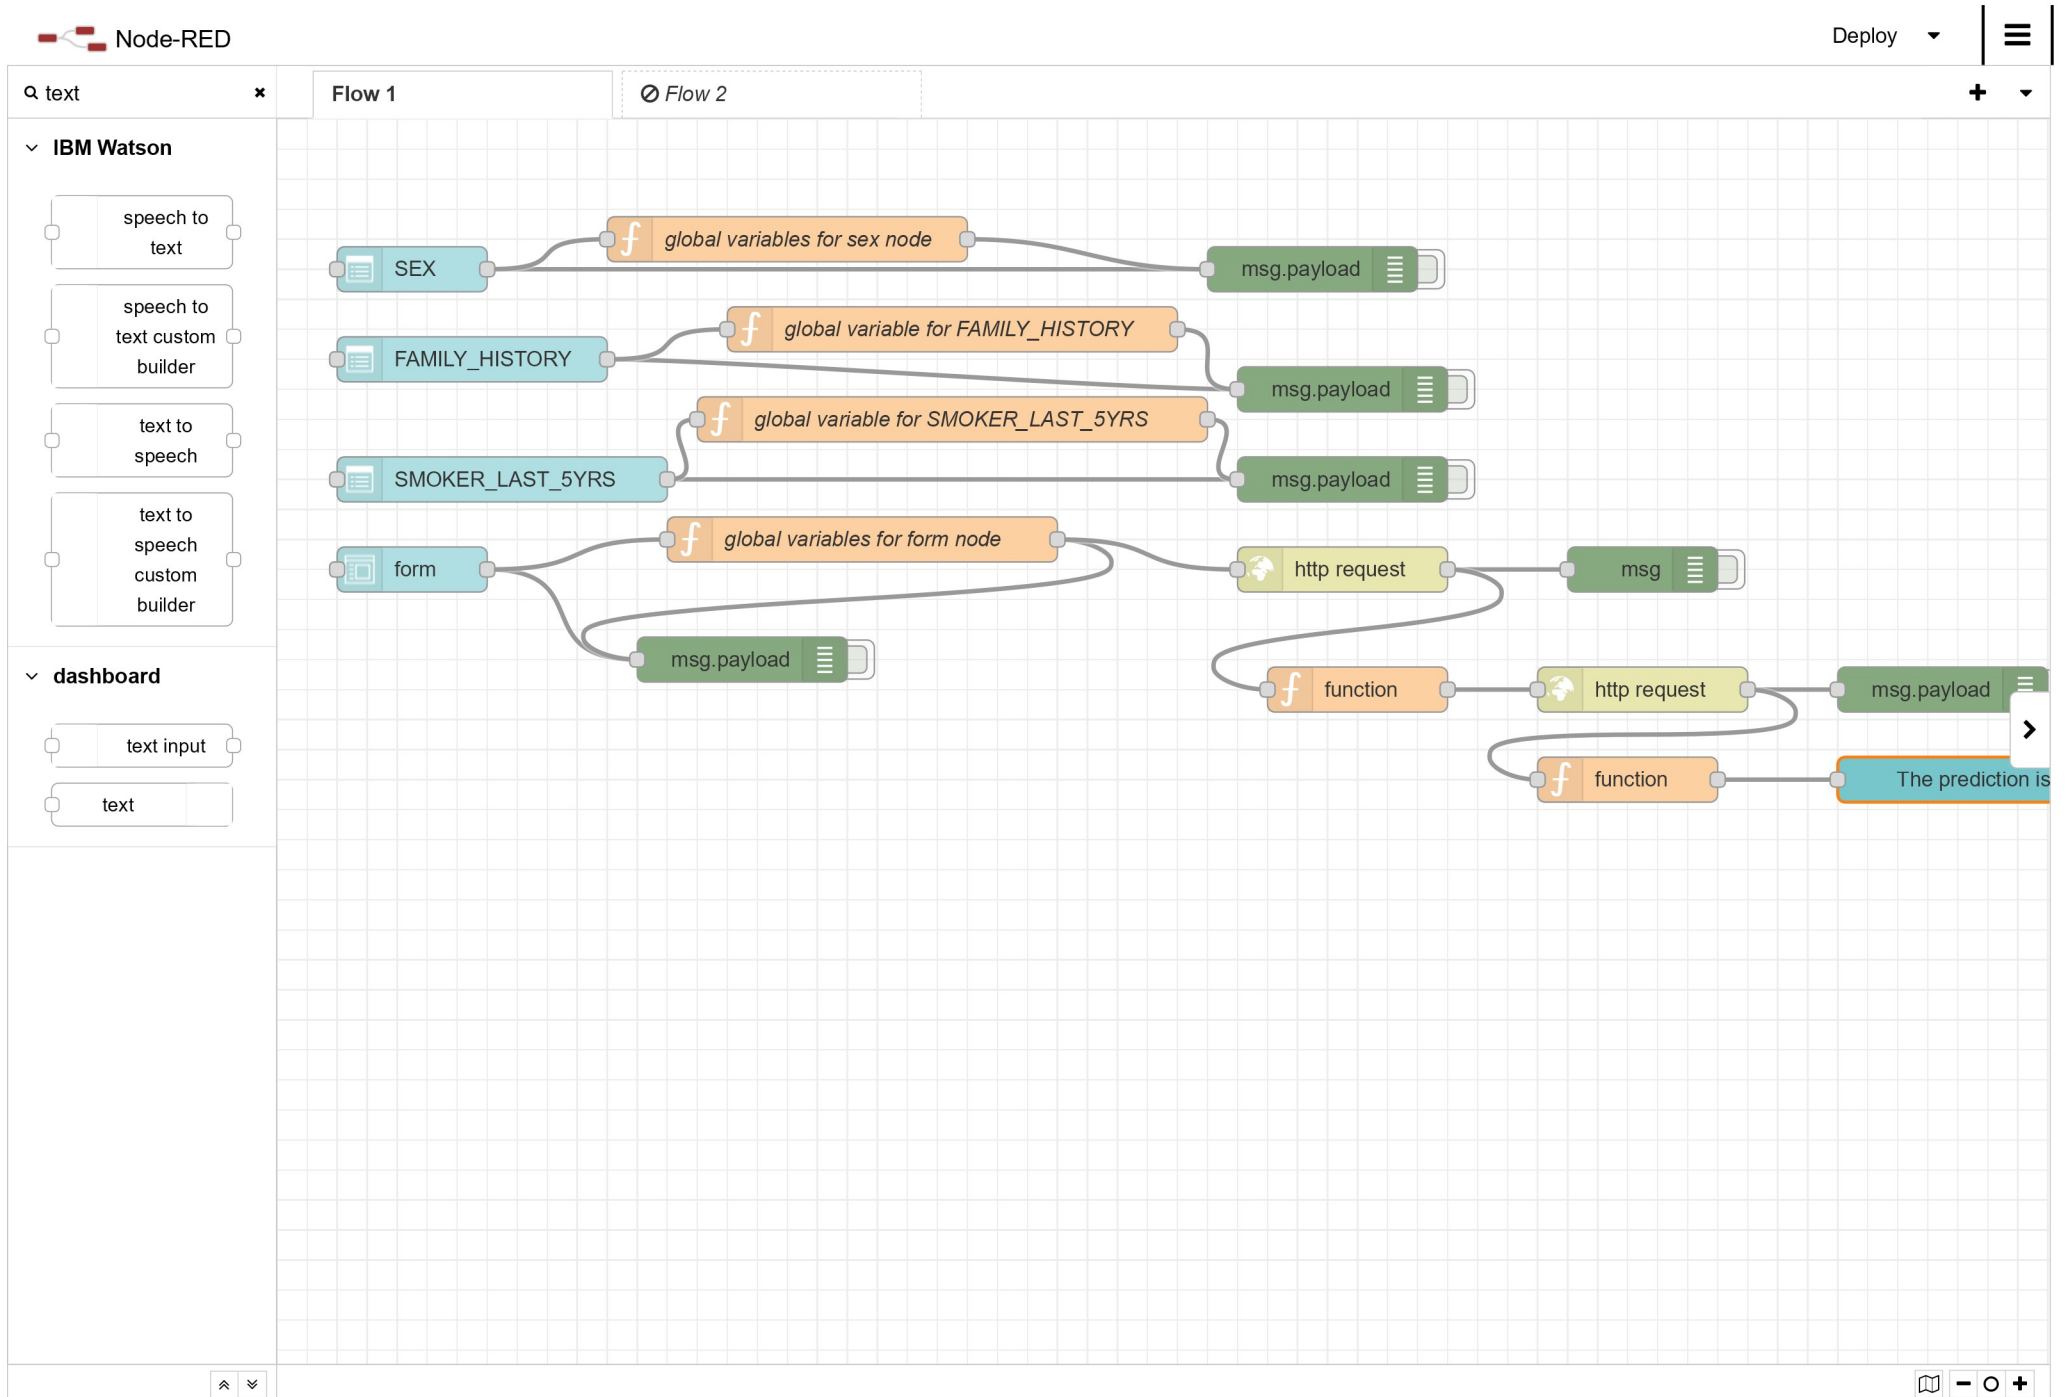 Node-RED
Deploy
text
Flow 1
Flow 2
IBM Watson
speech to
text
speech to
text custom
builder
text to
speech
text to
speech
custom
builder
dashboard
text input
text
global variables for sex node
SEX
msg.payload
global variable for FAMILY_HISTORY
FAMILY_HISTORY
msg.payload
global variable for SMOKER_LAST_5YRS
SMOKER_LAST_5YRS
msg.payload
global variables for form node
form
http request
msg
msg.payload
function
http request
msg.payload
function
The prediction is